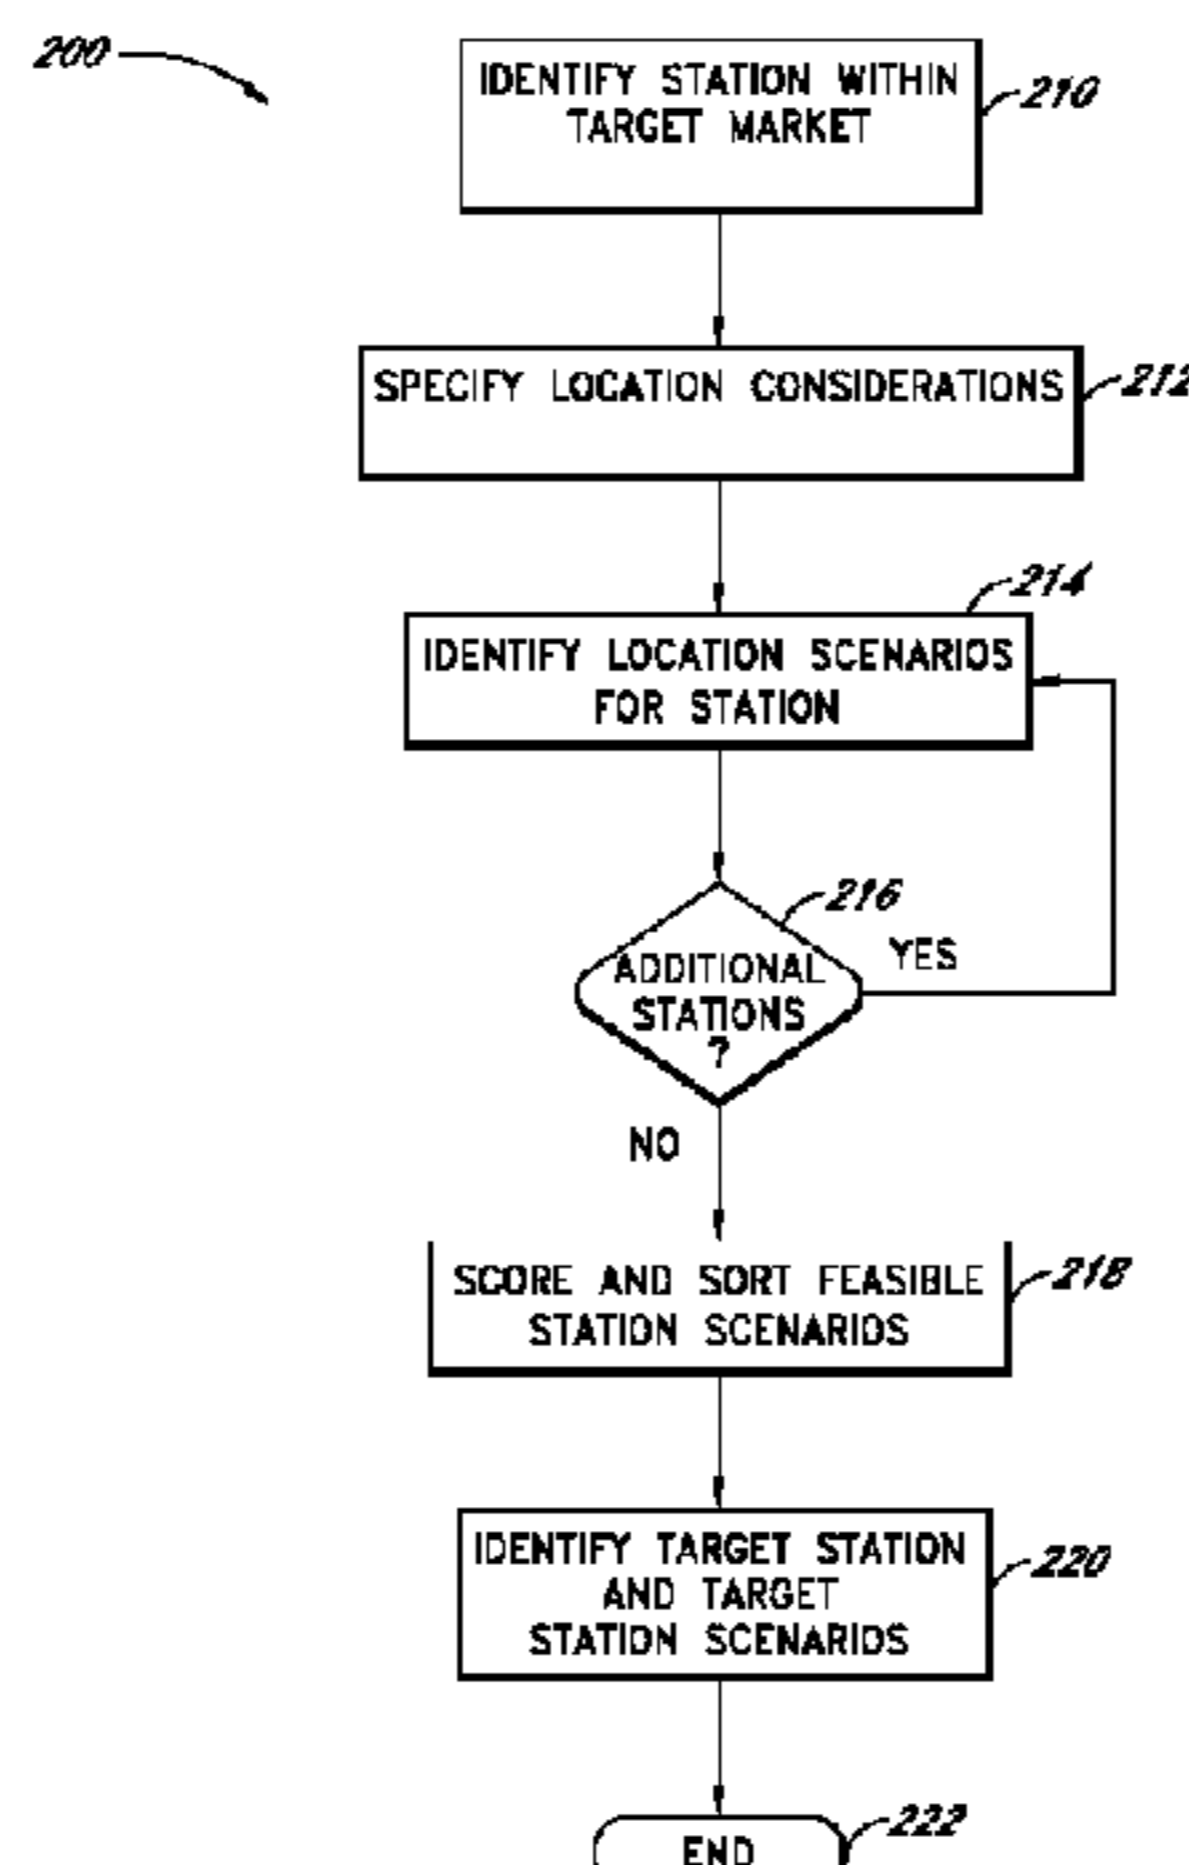 200
IDENTIFY STATION WITHIN
TARGET MARKET
210
SPECIFY LOCATION CONSIDERATIONS
212
214
IDENTIFY LOCATION SCENARIOS
FOR STATION
216
ADDITIONAL
STATIONS
?
YES
NO
SCORE AND SORT FEASIBLE
STATION SCENARIOS
218
IDENTIFY TARGET STATION
AND TARGET
STATION SCENARIOS
220
END
222